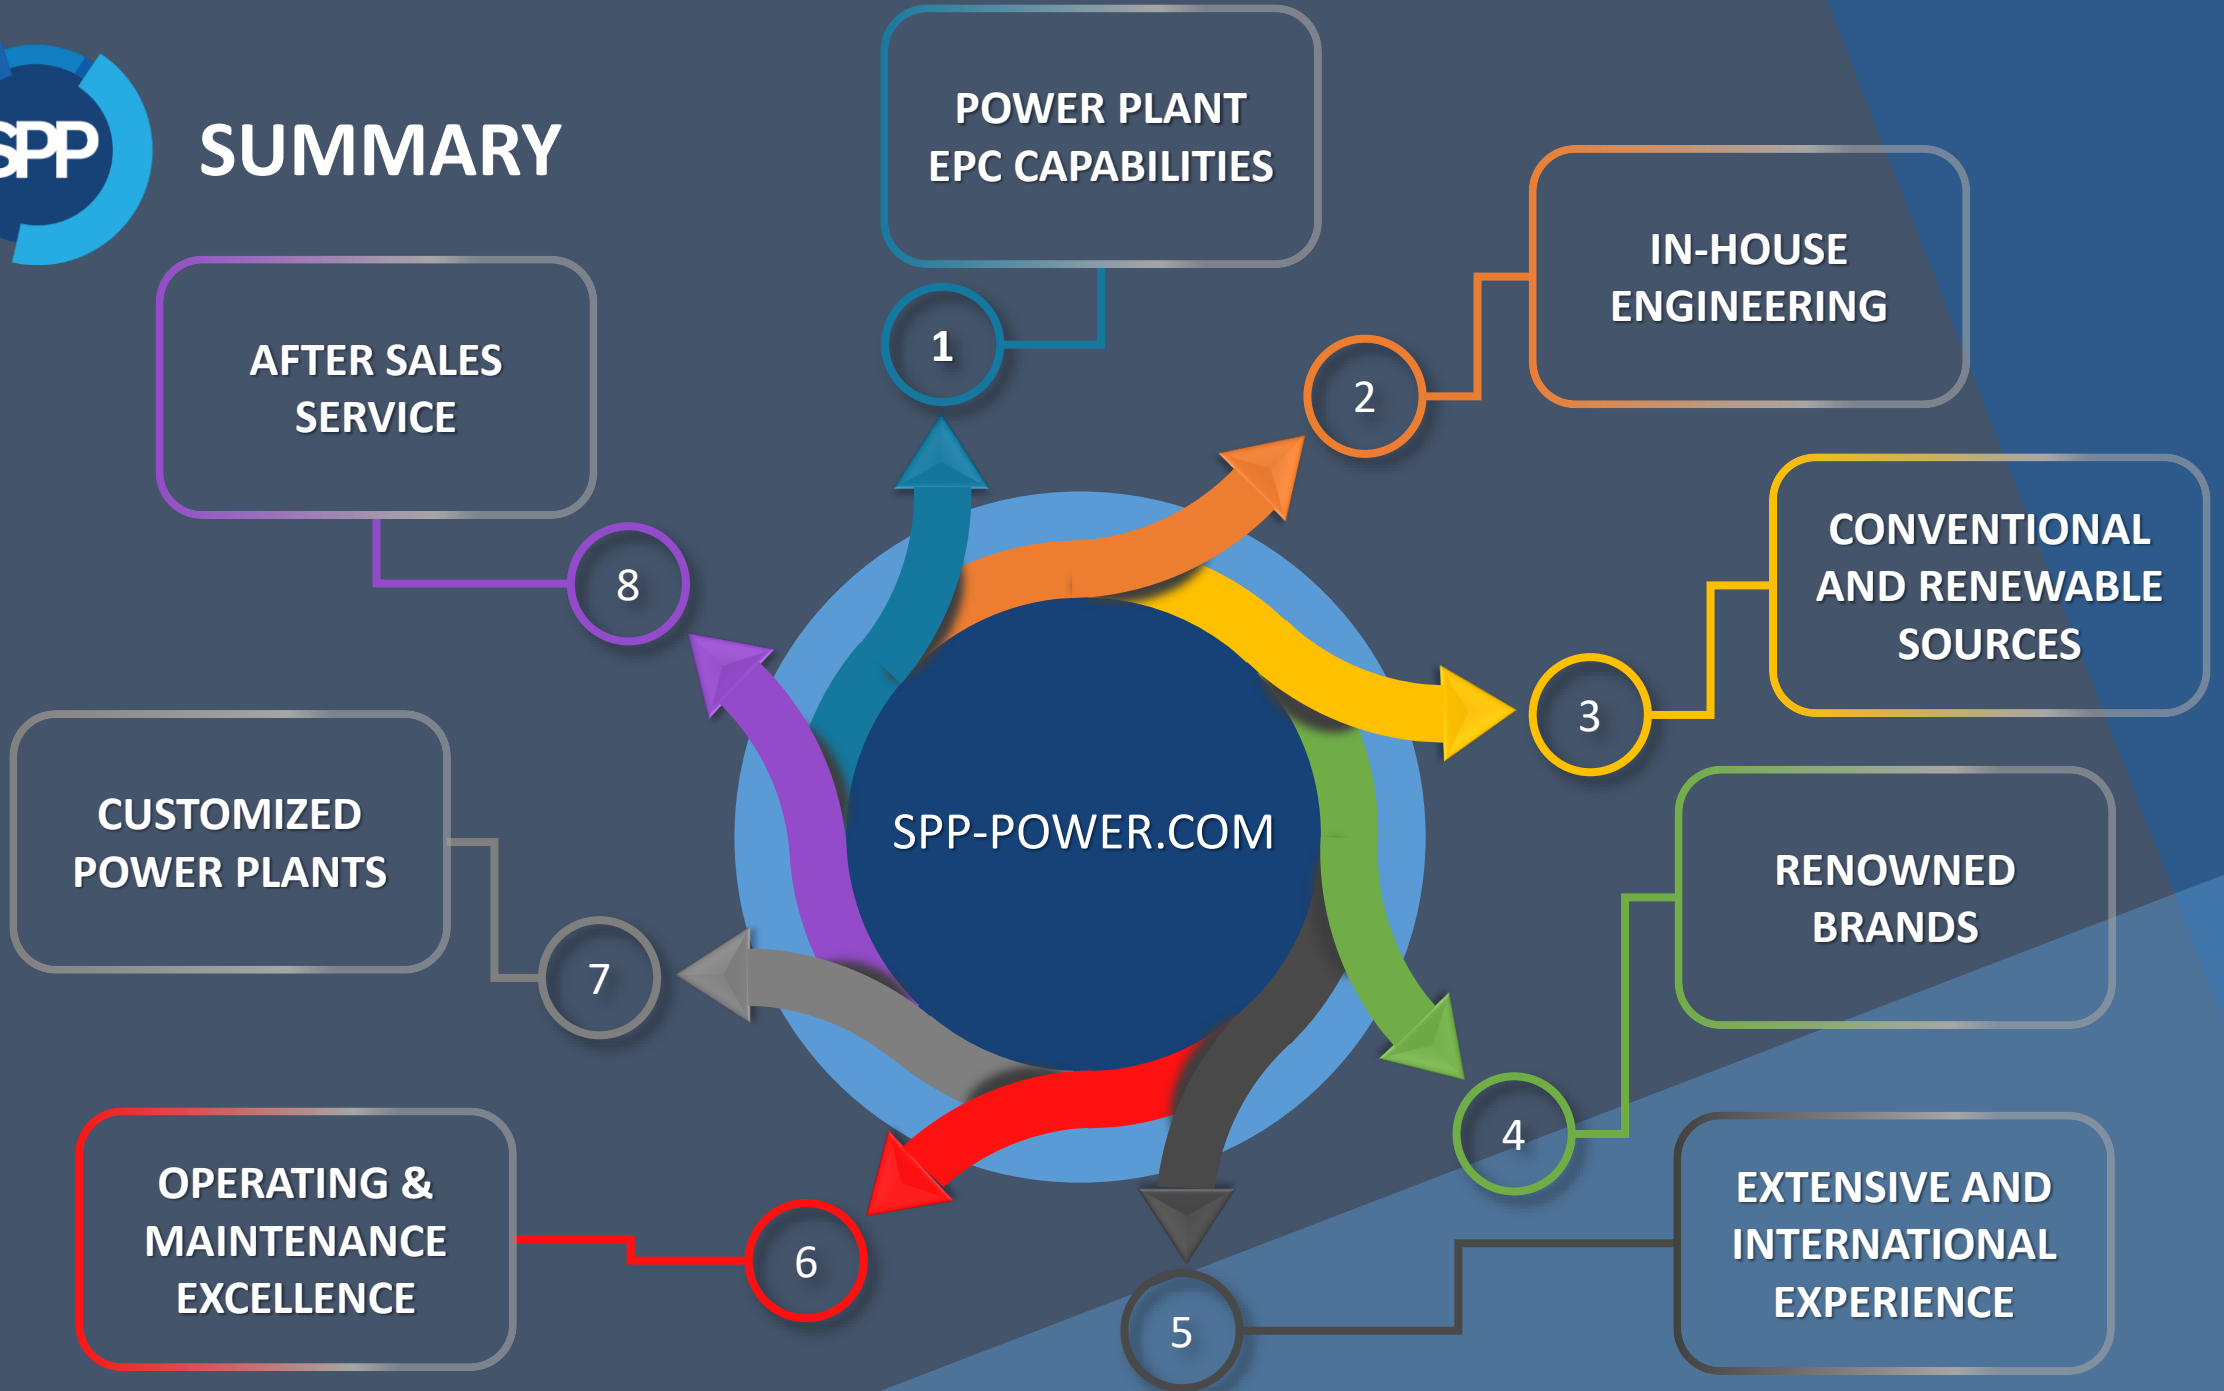 SPP
SUMMARY
POWER PLANT
EPC CAPABILITIES
1
IN-HOUSE
ENGINEERING
2
CONVENTIONAL
AND RENEWABLE
SOURCES
3
RENOWNED
BRANDS
4
EXTENSIVE AND
INTERNATIONAL
EXPERIENCE
5
OPERATING &
MAINTENANCE
EXCELLENCE
6
CUSTOMIZED
POWER PLANTS
7
AFTER SALES
SERVICE
8
SPP-POWER.COM